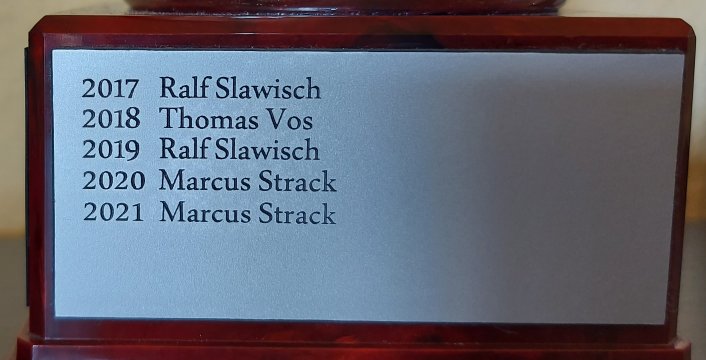 2017 Ralf Slawisch
2018 Thomas Vos
2019 Ralf Slawisch
2020 Marcus Strack
2021 Marcus Strack